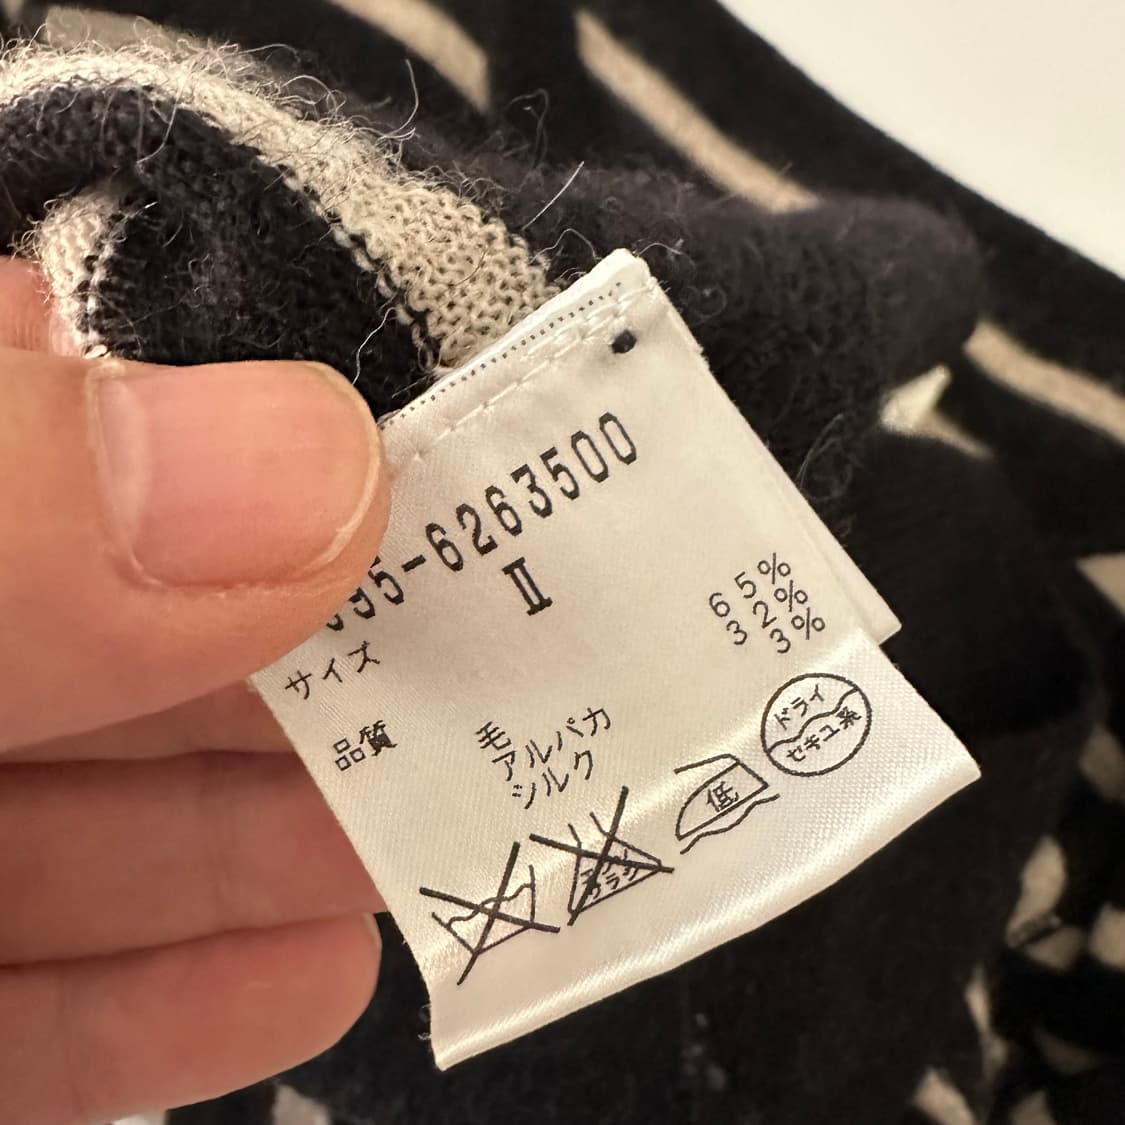 95-6263500
サイズ II
品質 毛 65%
アルパカ 32%
シルク 3%
低
ドライ
セキユ系